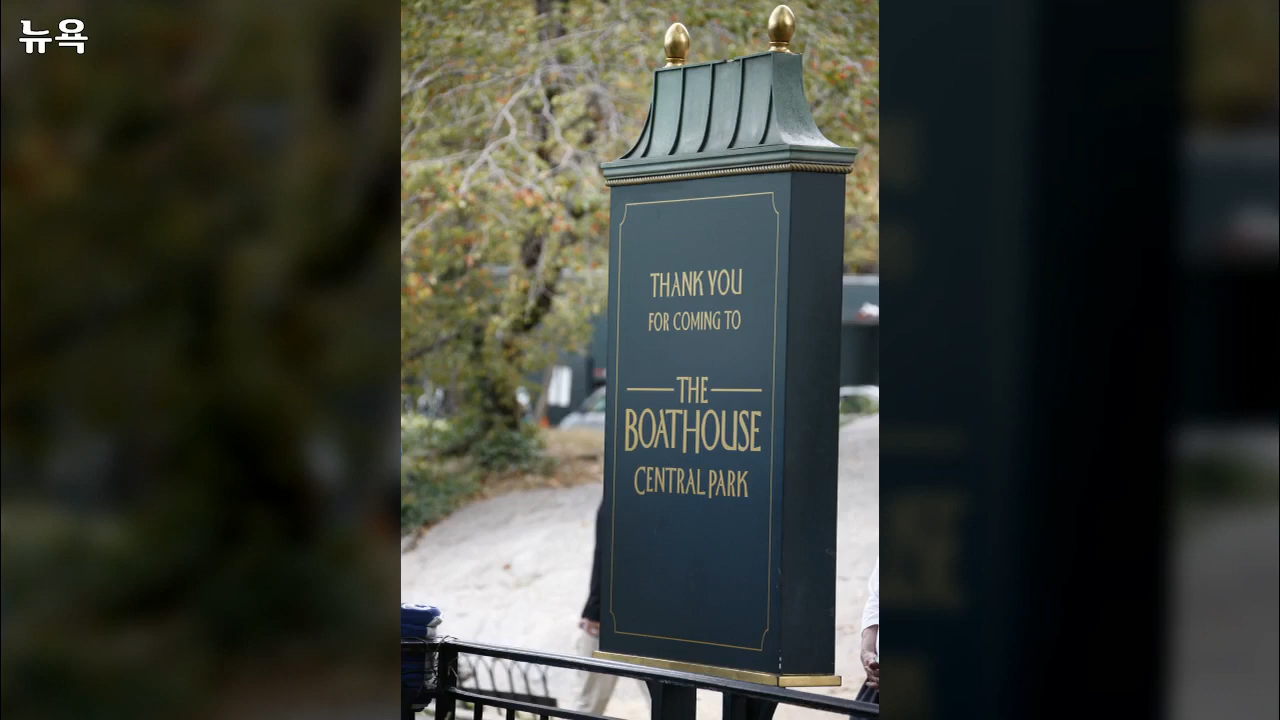 뉴욕
THANK YOU
FOR COMING TO
THE
BOATHOUSE
CENTRAL PARK